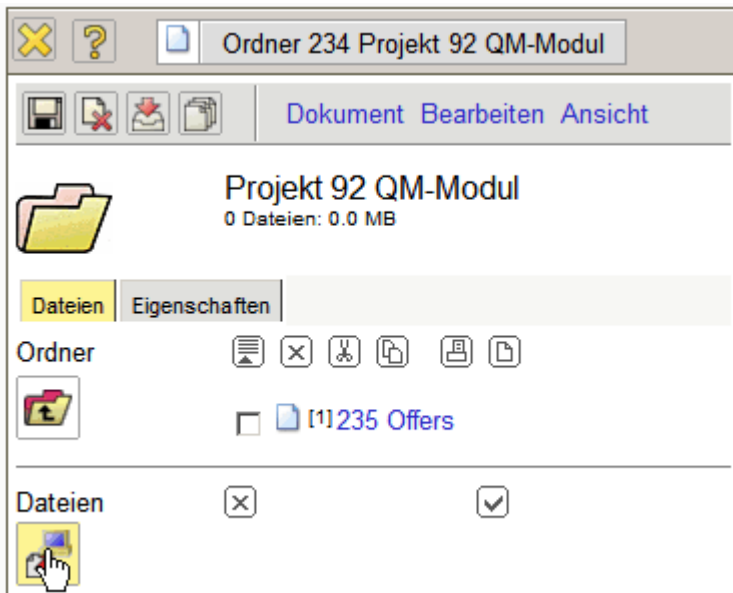 Ordner 234 Projekt 92 QM-Modul
Dokument Bearbeiten Ansicht
Projekt 92 QM-Modul
0 Dateien: 0.0 MB
Dateien Eigenschaften
Ordner
[1] 235 Offers
Dateien